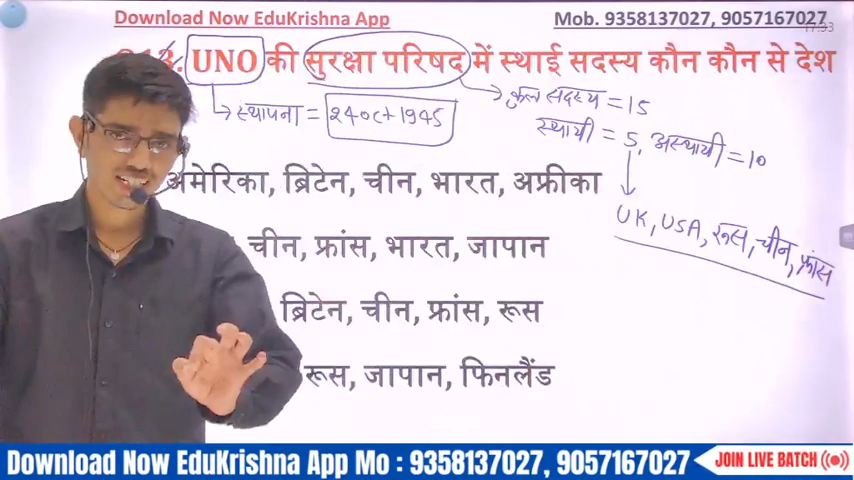 Download Now EduKrishna App
Mob. 9358137027, 9057167027
UNO की सुरक्षा परिषद में स्थाई सदस्य कौन कौन से देश
स्थापना = 24 oct 1945
कुल सदस्य = 15
स्थायी = 5, अस्थायी = 10
UK, USA, रूस, चीन, फ्रांस
अमेरिका, ब्रिटेन, चीन, भारत, अफ्रीका
चीन, फ्रांस, भारत, जापान
ब्रिटेन, चीन, फ्रांस, रूस
रूस, जापान, फिनलैंड
Download Now EduKrishna App Mo : 9358137027, 9057167027
JOIN LIVE BATCH